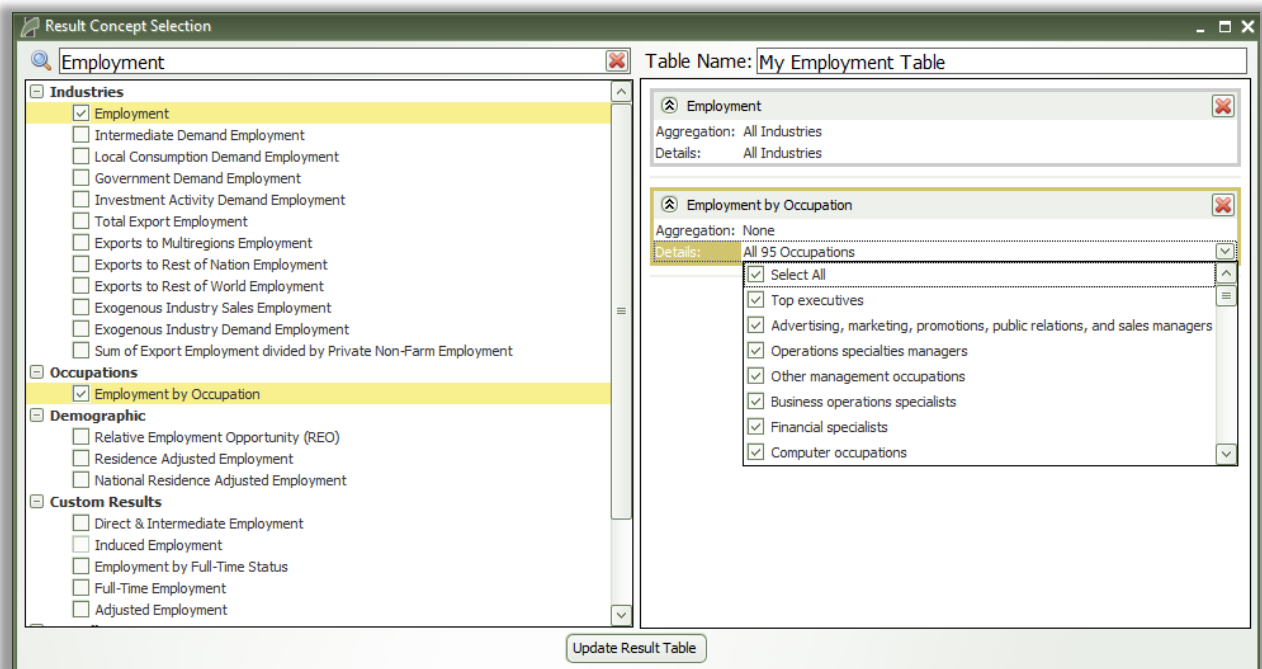 Result Concept Selection
Employment
Table Name: My Employment Table
Industries
Employment
Intermediate Demand Employment
Local Consumption Demand Employment
Government Demand Employment
Investment Activity Demand Employment
Total Export Employment
Exports to Multiregions Employment
Exports to Rest of Nation Employment
Exports to Rest of World Employment
Exogenous Industry Sales Employment
Exogenous Industry Demand Employment
Sum of Export Employment divided by Private Non-Farm Employment
Occupations
Employment by Occupation
Demographic
Relative Employment Opportunity (REO)
Residence Adjusted Employment
National Residence Adjusted Employment
Custom Results
Direct & Intermediate Employment
Induced Employment
Employment by Full-Time Status
Full-Time Employment
Adjusted Employment
Employment
Aggregation: All Industries
Details: All Industries
Employment by Occupation
Aggregation: None
Details: All 95 Occupations
Select All
Top executives
Advertising, marketing, promotions, public relations, and sales managers
Operations specialties managers
Other management occupations
Business operations specialists
Financial specialists
Computer occupations
Update Result Table